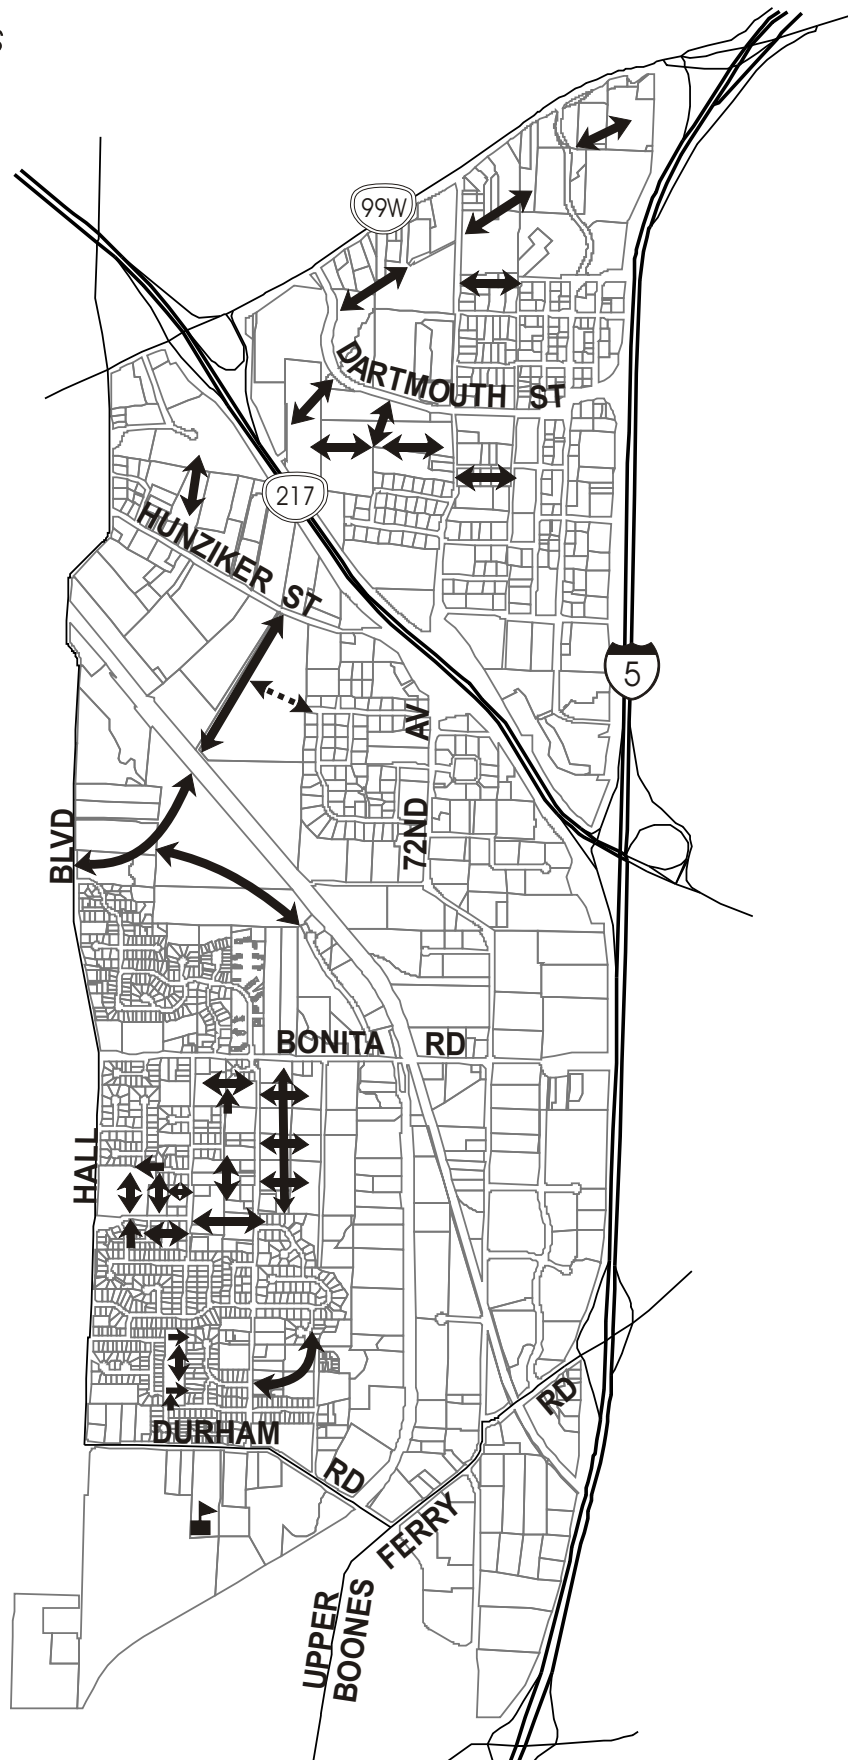 99W
DARTMOUTH ST
217
HUNZIKER ST
5
72ND AV
BLVD
HALL
BONITA RD
DURHAM RD
RD
FERRY
UPPER
BOONES